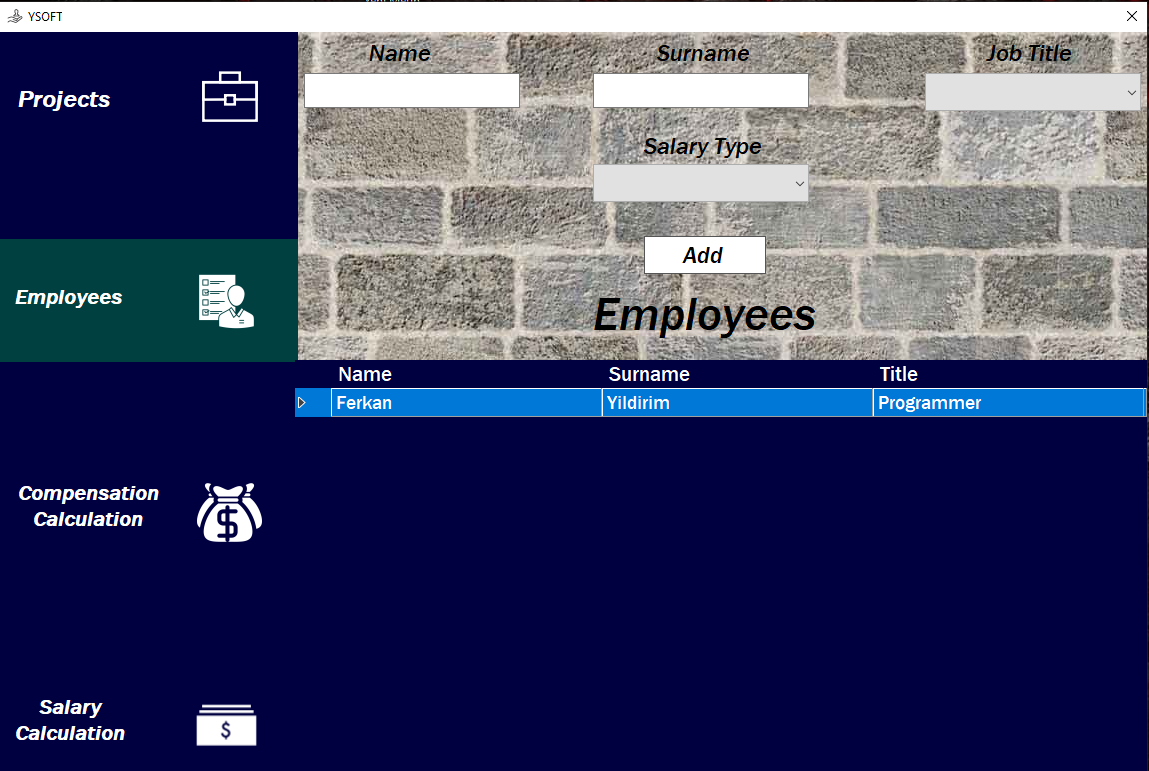 YSOFT
Projects
Employees
Compensation
Calculation
Salary
Calculation
$
$
Name
Surname
Job Title
Salary Type
Add
Employees
Name Surname Title
Ferkan Yildirim Programmer